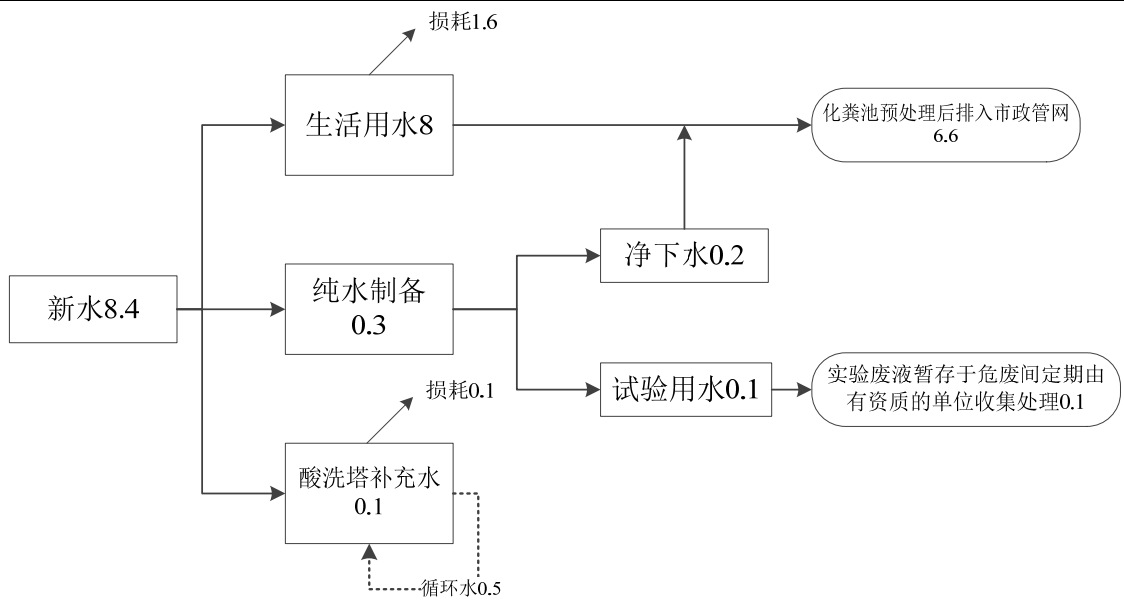 损耗1.6
生活用水8
化粪池预处理后排入市政管网
6.6
净下水0.2
新水8.4
纯水制备
0.3
试验用水0.1
实验废液暂存于危废间定期由
有资质的单位收集处理0.1
损耗0.1
酸洗塔补充水
0.1
循环水0.5